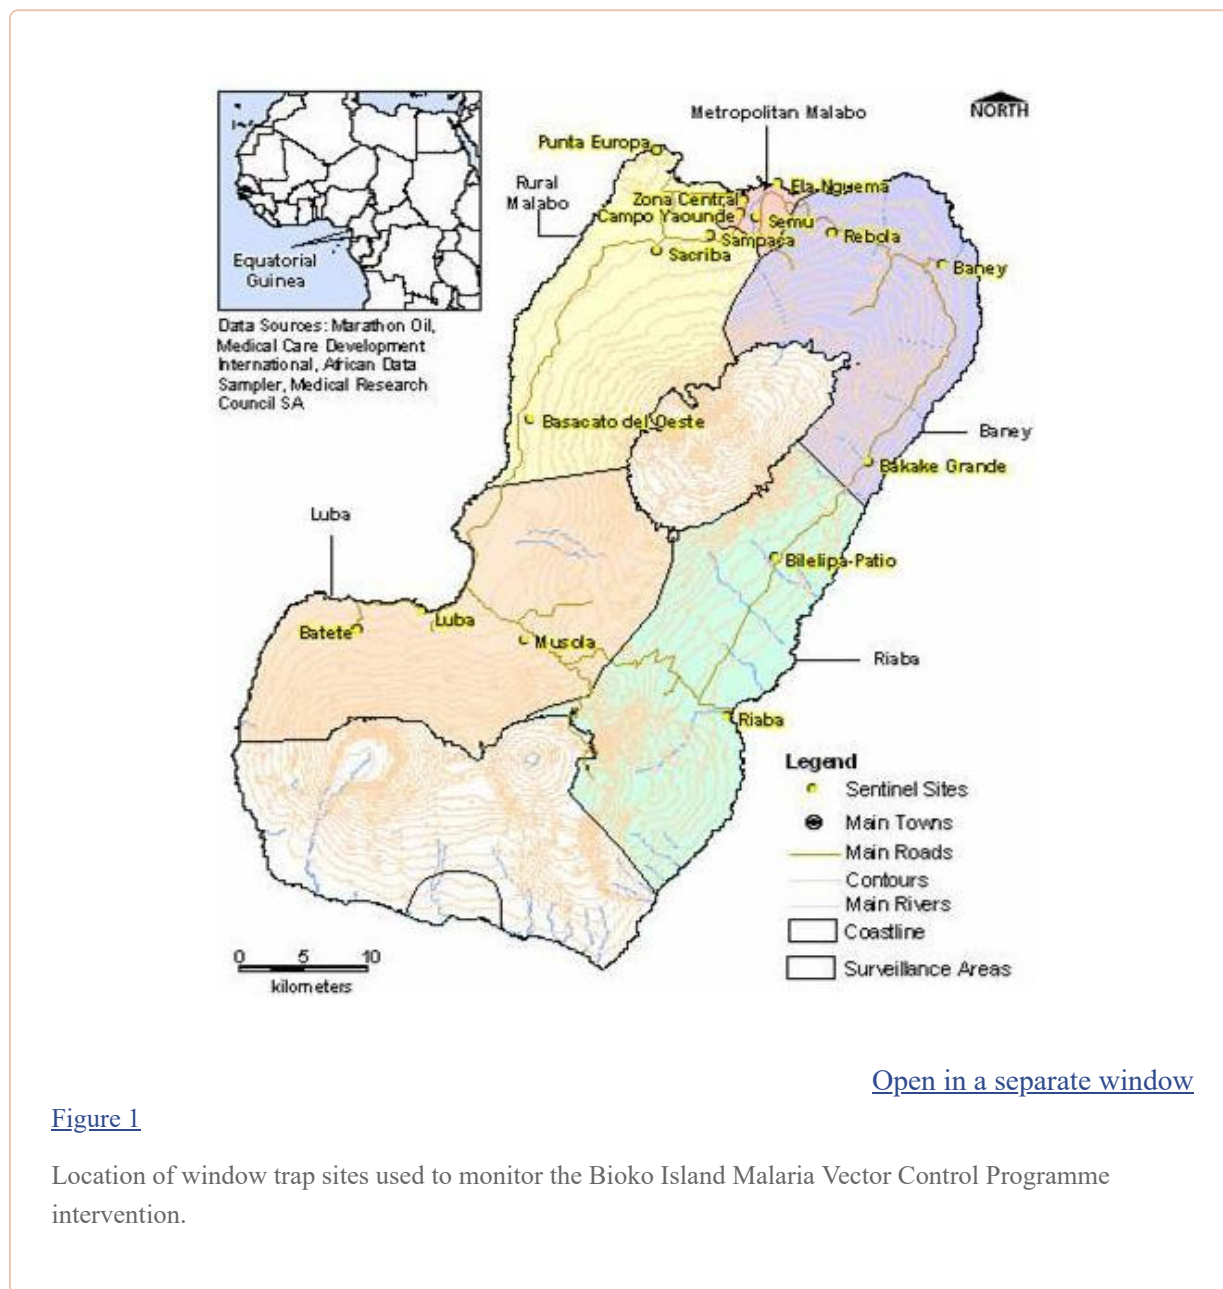 Metropolitan Malabo
NORTH
Punta Europa
Rural
Malabo
Ela Nguema
Zona Central
Campo Yaounde
Semu
Sampaca
Rebola
Sacriba
Baney
Equatorial
Guinea
Data Sources: Marathon Oil,
Medical Care Development
International, African Data
Sampler, Medical Research
Council SA
Basacato del Oeste
Baney
Bakake Grande
Luba
Bilelipa-Patio
Luba
Batete
Musola
Riaba
Riaba
Legend
Sentinel Sites
Main Towns
Main Roads
Contours
Main Rivers
Coastline
Surveillance Areas
0 5 10
kilometers
Open in a separate window
Figure 1
Location of window trap sites used to monitor the Bioko Island Malaria Vector Control Programme
intervention.